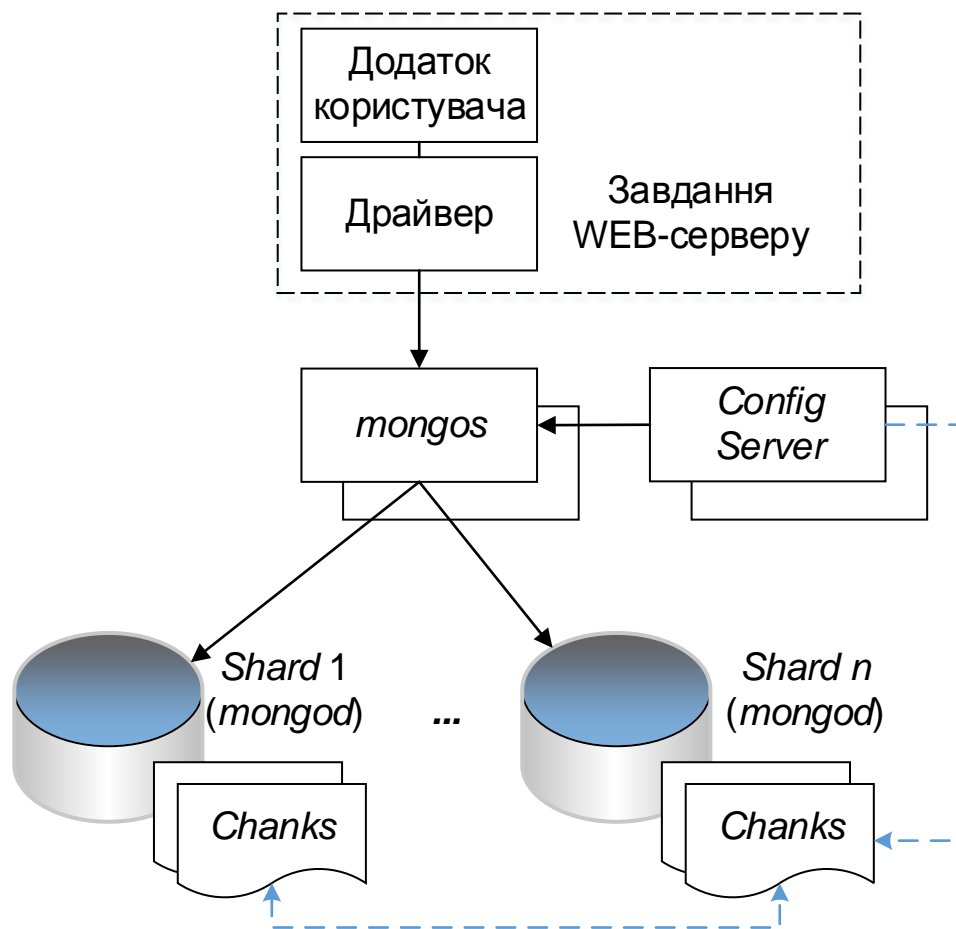 Додаток
користувача
Драйвер
Завдання
WEB-серверу
mongos
Config
Server
Shard 1
(mongod)
...
Shard n
(mongod)
Chanks
Chanks